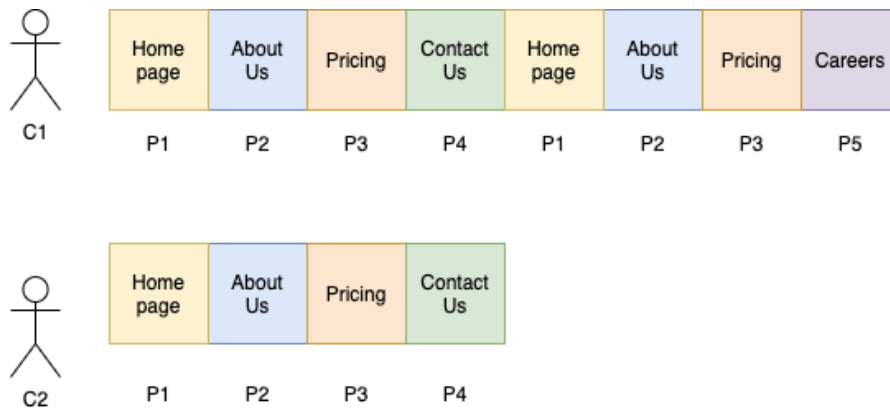 Home
page
About
Us
Pricing
Contact
Us
Home
page
About
Us
Pricing
Careers
C1
P1
P2
P3
P4
P1
P2
P3
P5
Home
page
About
Us
Pricing
Contact
Us
C2
P1
P2
P3
P4